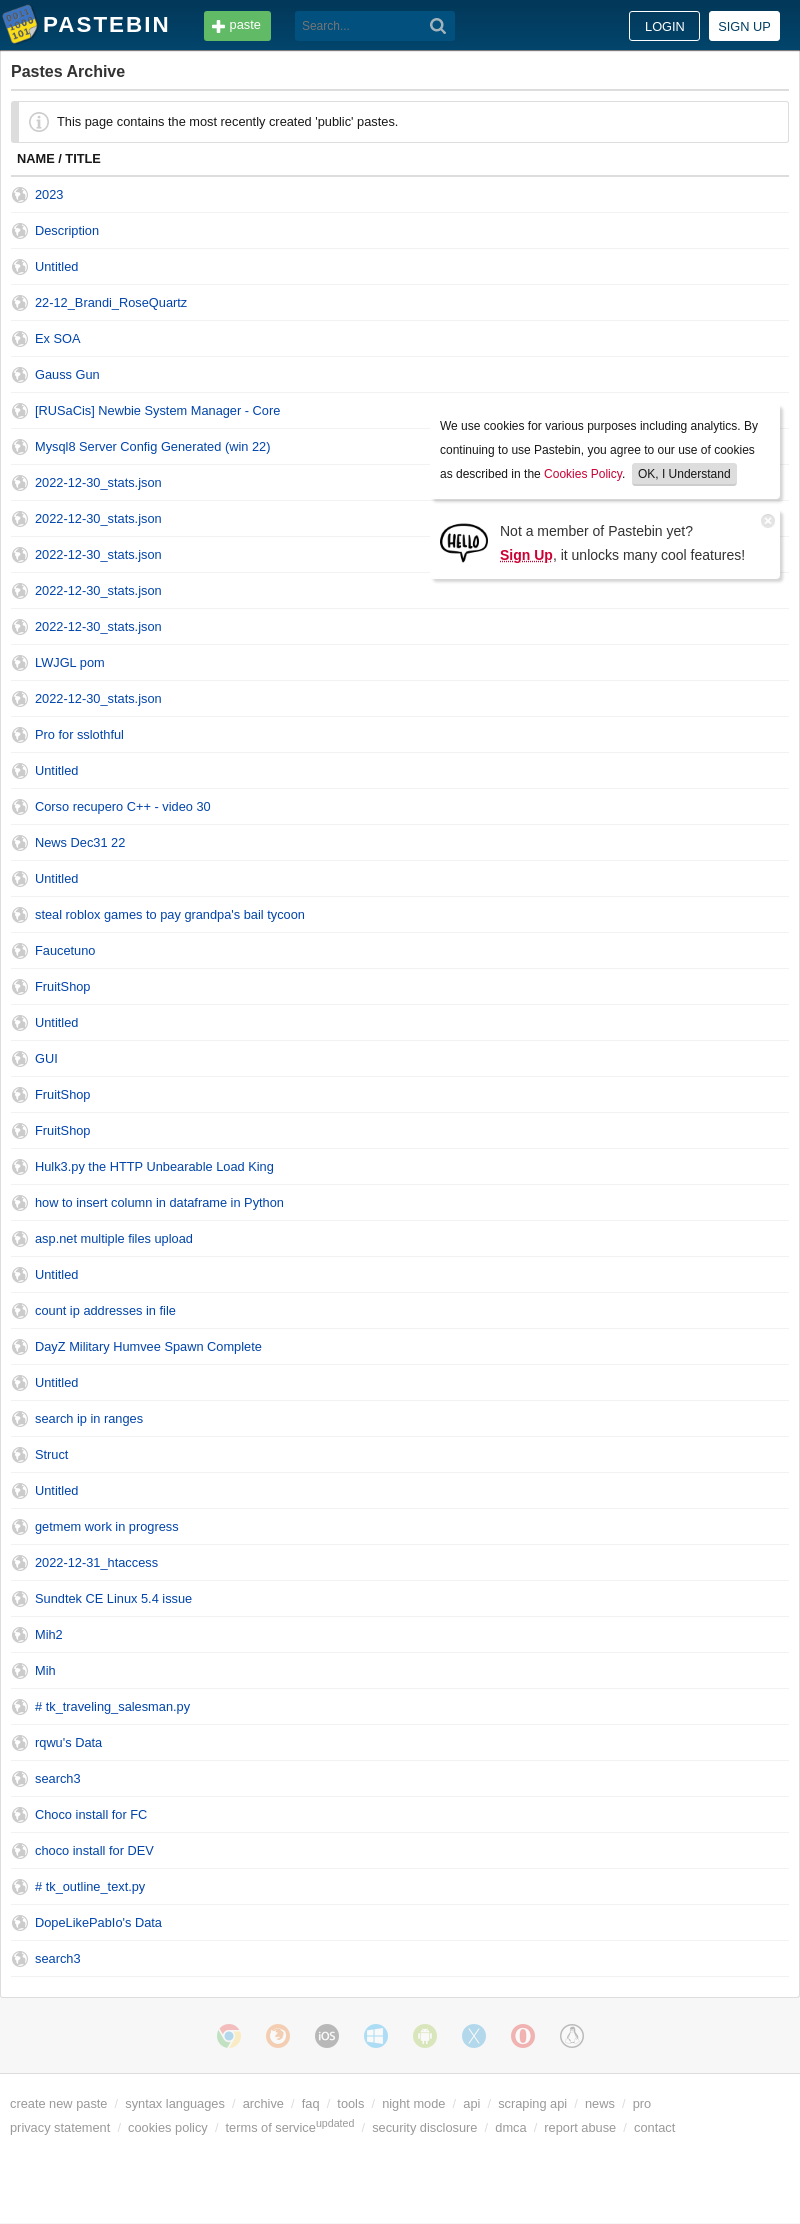 PASTEBIN
paste
Search...
LOGIN
SIGN UP
Pastes Archive
This page contains the most recently created 'public' pastes.
NAME / TITLE
2023
Description
Untitled
22-12_Brandi_RoseQuartz
Ex SOA
Gauss Gun
[RUSaCis] Newbie System Manager - Core
Mysql8 Server Config Generated (win 22)
2022-12-30_stats.json
2022-12-30_stats.json
2022-12-30_stats.json
2022-12-30_stats.json
2022-12-30_stats.json
LWJGL pom
2022-12-30_stats.json
Pro for sslothful
Untitled
Corso recupero C++ - video 30
News Dec31 22
Untitled
steal roblox games to pay grandpa's bail tycoon
Faucetuno
FruitShop
Untitled
GUI
FruitShop
FruitShop
Hulk3.py the HTTP Unbearable Load King
how to insert column in dataframe in Python
asp.net multiple files upload
Untitled
count ip addresses in file
DayZ Military Humvee Spawn Complete
Untitled
search ip in ranges
Struct
Untitled
getmem work in progress
2022-12-31_htaccess
Sundtek CE Linux 5.4 issue
Mih2
Mih
# tk_traveling_salesman.py
rqwu's Data
search3
Choco install for FC
choco install for DEV
# tk_outline_text.py
DopeLikePablo's Data
search3
We use cookies for various purposes including analytics. By
continuing to use Pastebin, you agree to our use of cookies
as described in the Cookies Policy. OK, I Understand
HELLO
Not a member of Pastebin yet?
Sign Up, it unlocks many cool features!
iOS
create new paste / syntax languages / archive / faq / tools / night mode / api / scraping api / news / pro
privacy statement / cookies policy / terms of service updated / security disclosure / dmca / report abuse / contact